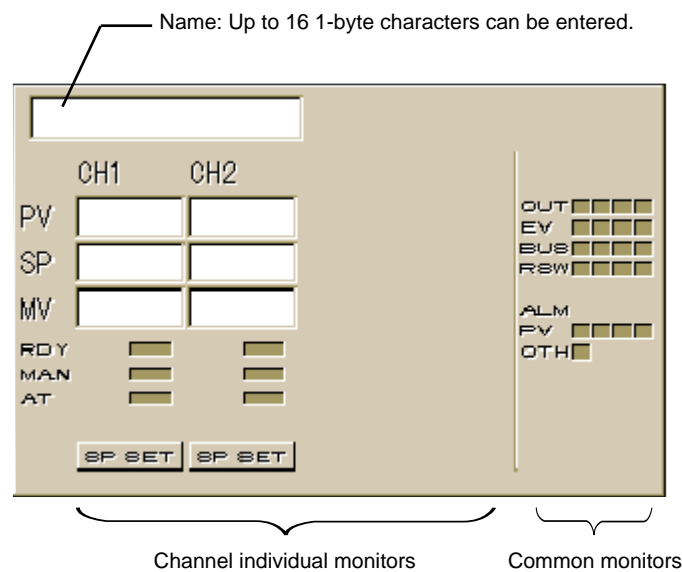 Name: Up to 16 1-byte characters can be entered.
CH1 CH2
PV
SP
MV
RDY
MAN
AT
SP SET SP SET
OUT
EV
BUS
RSW
ALM
PV
OTH
Channel individual monitors Common monitors